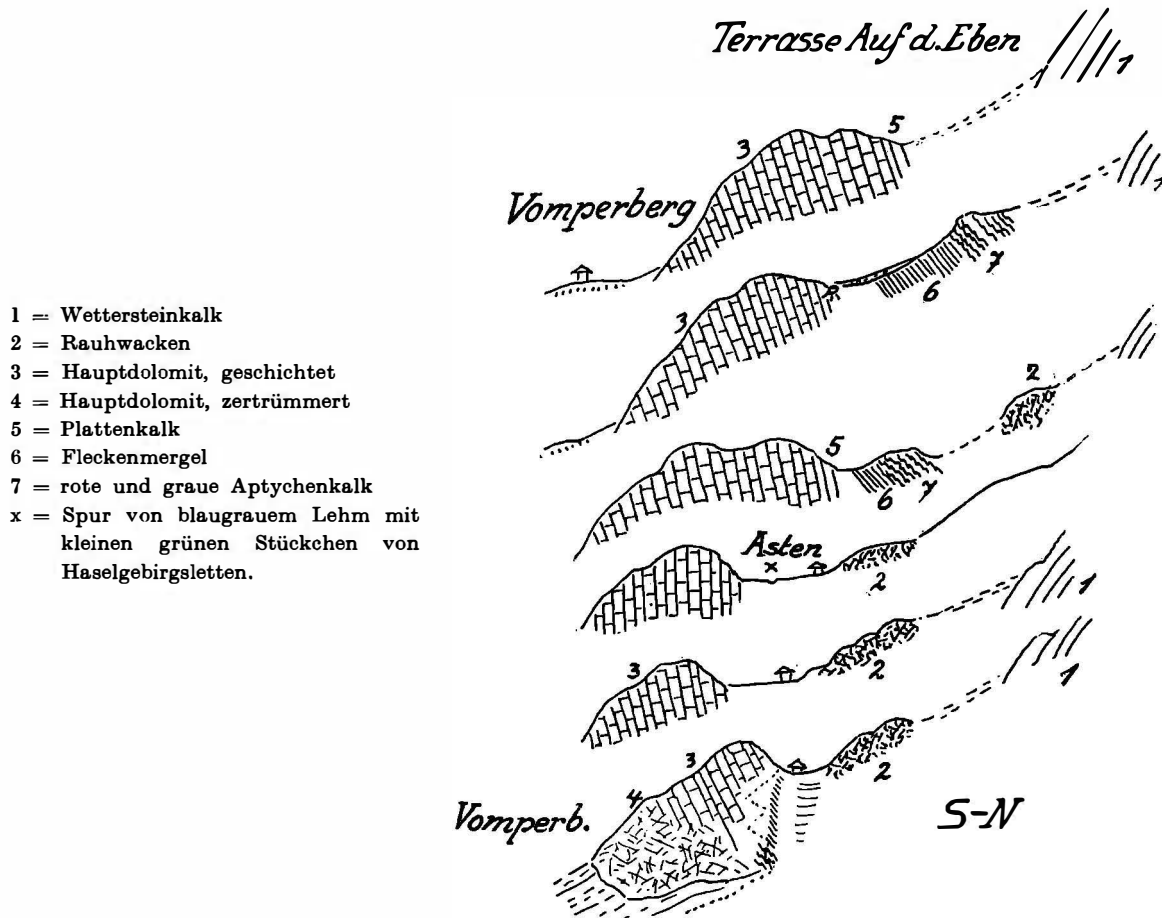 Terrasse Auf d. Eben
1
5
3
Vomperberg
1
7
6
3
1 = Wettersteinkalk
2 = Rauhwacken
3 = Hauptdolomit, geschichtet
4 = Hauptdolomit, zertrümmert
5 = Plattenkalk
6 = Fleckenmergel
7 = rote und graue Aptychenkalk
x = Spur von blaugrauem Lehm mit
kleinen grünen Stückchen von
Haselgebirgsletten.
2
5
6
7
Asten
x
2
1
3
2
1
3
4
2
Vomperb.
S-N